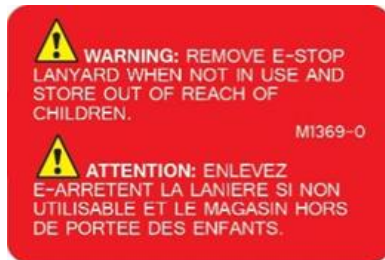 WARNING: REMOVE E-STOP
LANYARD WHEN NOT IN USE AND
STORE OUT OF REACH OF
CHILDREN.
M1369-0
ATTENTION: ENLEVEZ
E-ARRETENT LA LANIERE SI NON
UTILISABLE ET LE MAGASIN HORS
DE PORTEE DES ENFANTS.